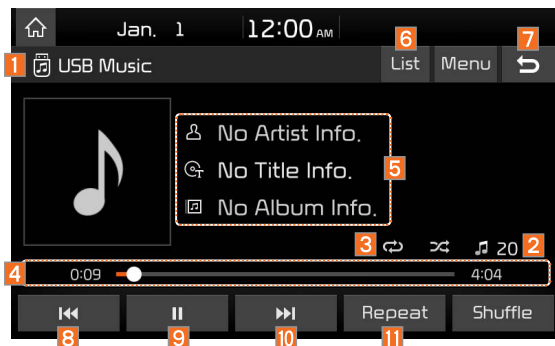 Jan. 1 12:00 AM
6 7
1 USB Music List Menu
No Artist Info.
No Title Info. 5
No Album Info.
3 20 2
4 0:09 4:04
Repeat Shuffle
8 9 10 11